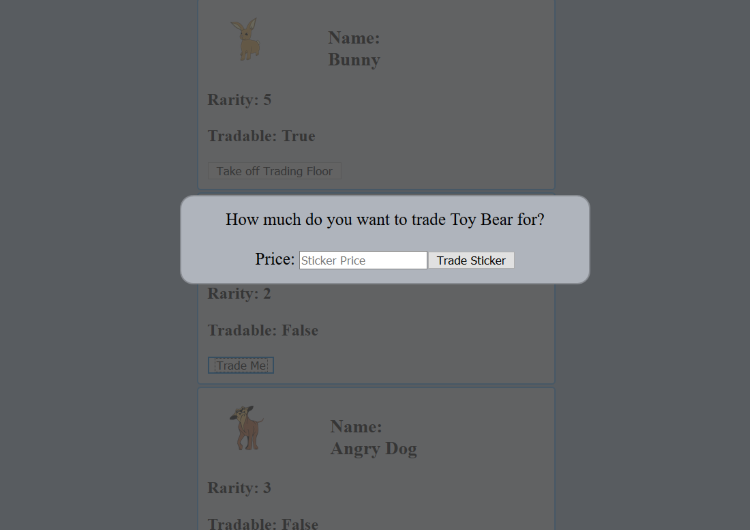 Name:
Bunny
Rarity: 5
Tradable: True
Take off Trading Floor
How much do you want to trade Toy Bear for?
Price: Sticker Price Trade Sticker
Rarity: 2
Tradable: False
Trade Me
Name:
Angry Dog
Rarity: 3
Tradable: False